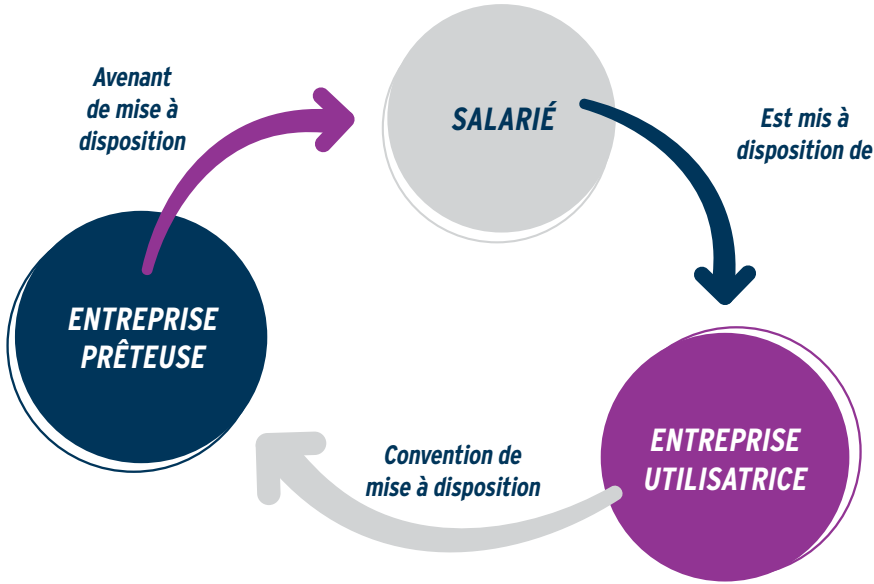 Avenant
de mise à
disposition
SALARIÉ
Est mis à
disposition de
ENTREPRISE
PRÊTEUSE
ENTREPRISE
UTILISATRICE
Convention de
mise à disposition